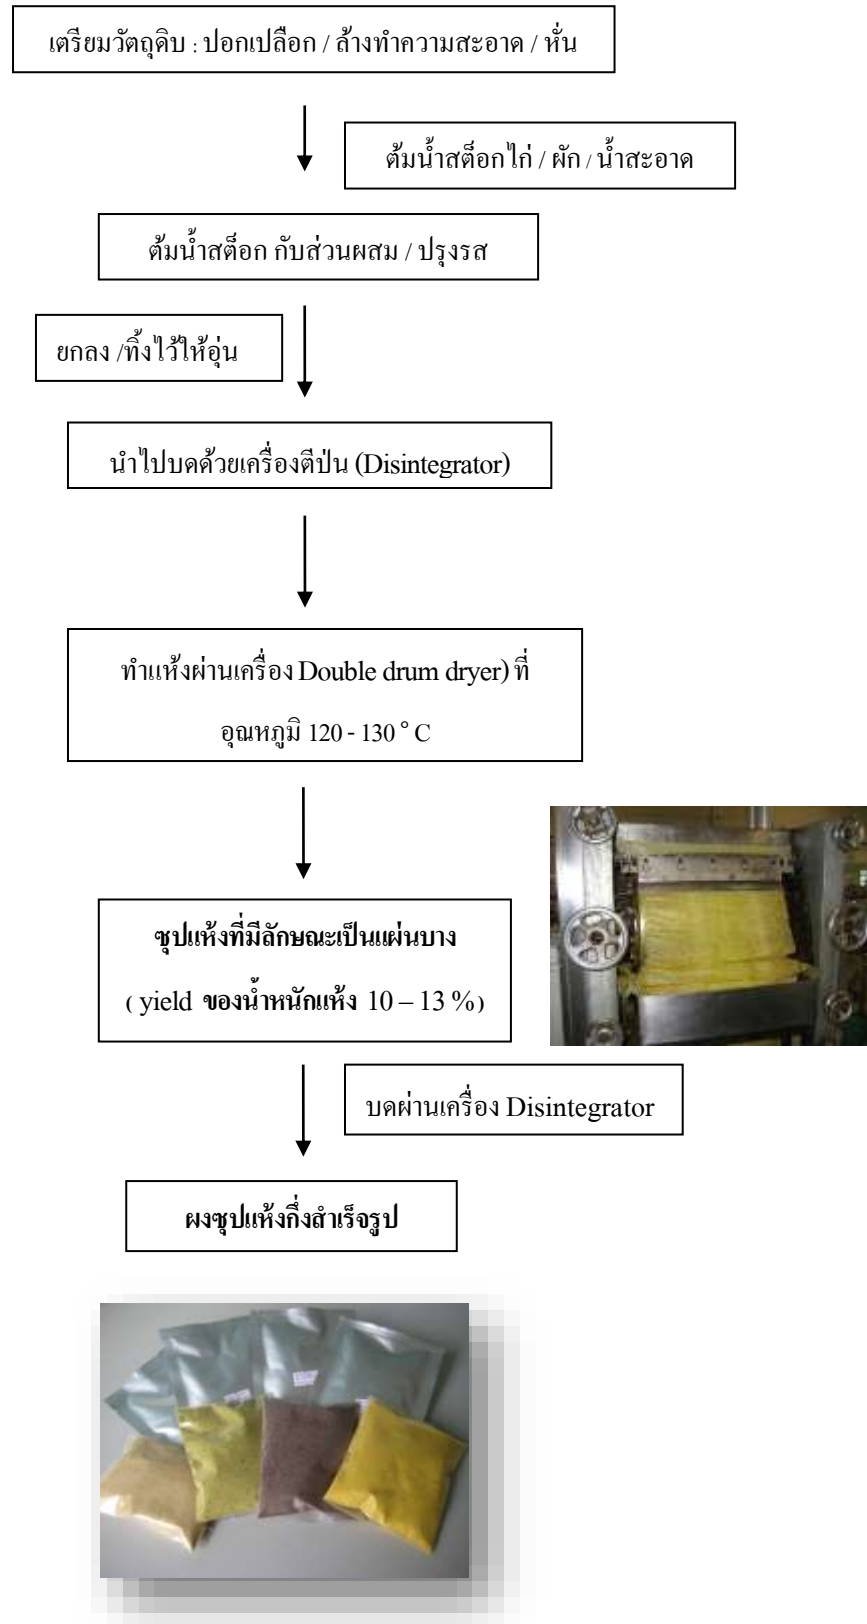 เตรียมวัตถุดิบ : ปอกเปลือก / ล้างทำความสะอาด / หั่น
ต้มน้ำสต็อกไก่ / ผัก / น้ำสะอาด
ต้มน้ำสต็อก กับส่วนผสม / ปรุงรส
ยกลง /ทิ้งไว้ให้อุ่น
นำไปบดด้วยเครื่องตีป่น (Disintegrator)
ทำแห้งผ่านเครื่อง Double drum dryer) ที่
อุณหภูมิ 120 - 130 ° C
ซุปแห้งที่มีลักษณะเป็นแผ่นบาง
( yield ของน้ำหนักแห้ง 10 – 13 %)
บดผ่านเครื่อง Disintegrator
ผงซุปแห้งกึ่งสำเร็จรูป